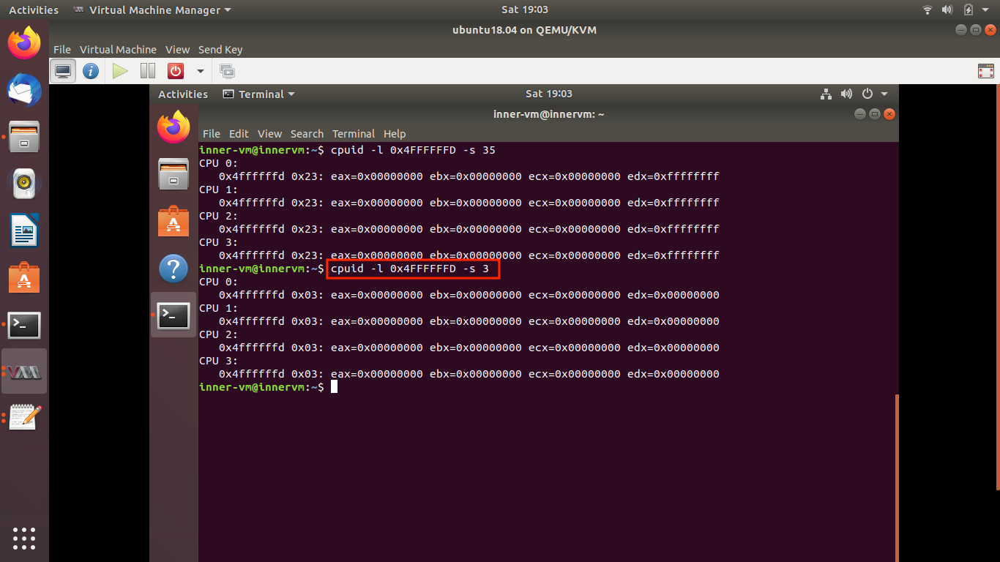 Activities Virtual Machine Manager Sat 19:03
ubuntu18.04 on QEMU/KVM
File Virtual Machine View Send Key
Activities Terminal Sat 19:03
inner-vm@innervm: ~
File Edit View Search Terminal Help
inner-vm@innervm:~$ cpuid -l 0x4FFFFFFD -s 35
CPU 0:
   0x4ffffffd 0x23: eax=0x00000000 ebx=0x00000000 ecx=0x00000000 edx=0xffffffff
CPU 1:
   0x4ffffffd 0x23: eax=0x00000000 ebx=0x00000000 ecx=0x00000000 edx=0xffffffff
CPU 2:
   0x4ffffffd 0x23: eax=0x00000000 ebx=0x00000000 ecx=0x00000000 edx=0xffffffff
CPU 3:
   0x4ffffffd 0x23: eax=0x00000000 ebx=0x00000000 ecx=0x00000000 edx=0xffffffff
inner-vm@innervm:~$ cpuid -l 0x4FFFFFFD -s 3
CPU 0:
   0x4ffffffd 0x03: eax=0x00000000 ebx=0x00000000 ecx=0x00000000 edx=0x00000000
CPU 1:
   0x4ffffffd 0x03: eax=0x00000000 ebx=0x00000000 ecx=0x00000000 edx=0x00000000
CPU 2:
   0x4ffffffd 0x03: eax=0x00000000 ebx=0x00000000 ecx=0x00000000 edx=0x00000000
CPU 3:
   0x4ffffffd 0x03: eax=0x00000000 ebx=0x00000000 ecx=0x00000000 edx=0x00000000
inner-vm@innervm:~$